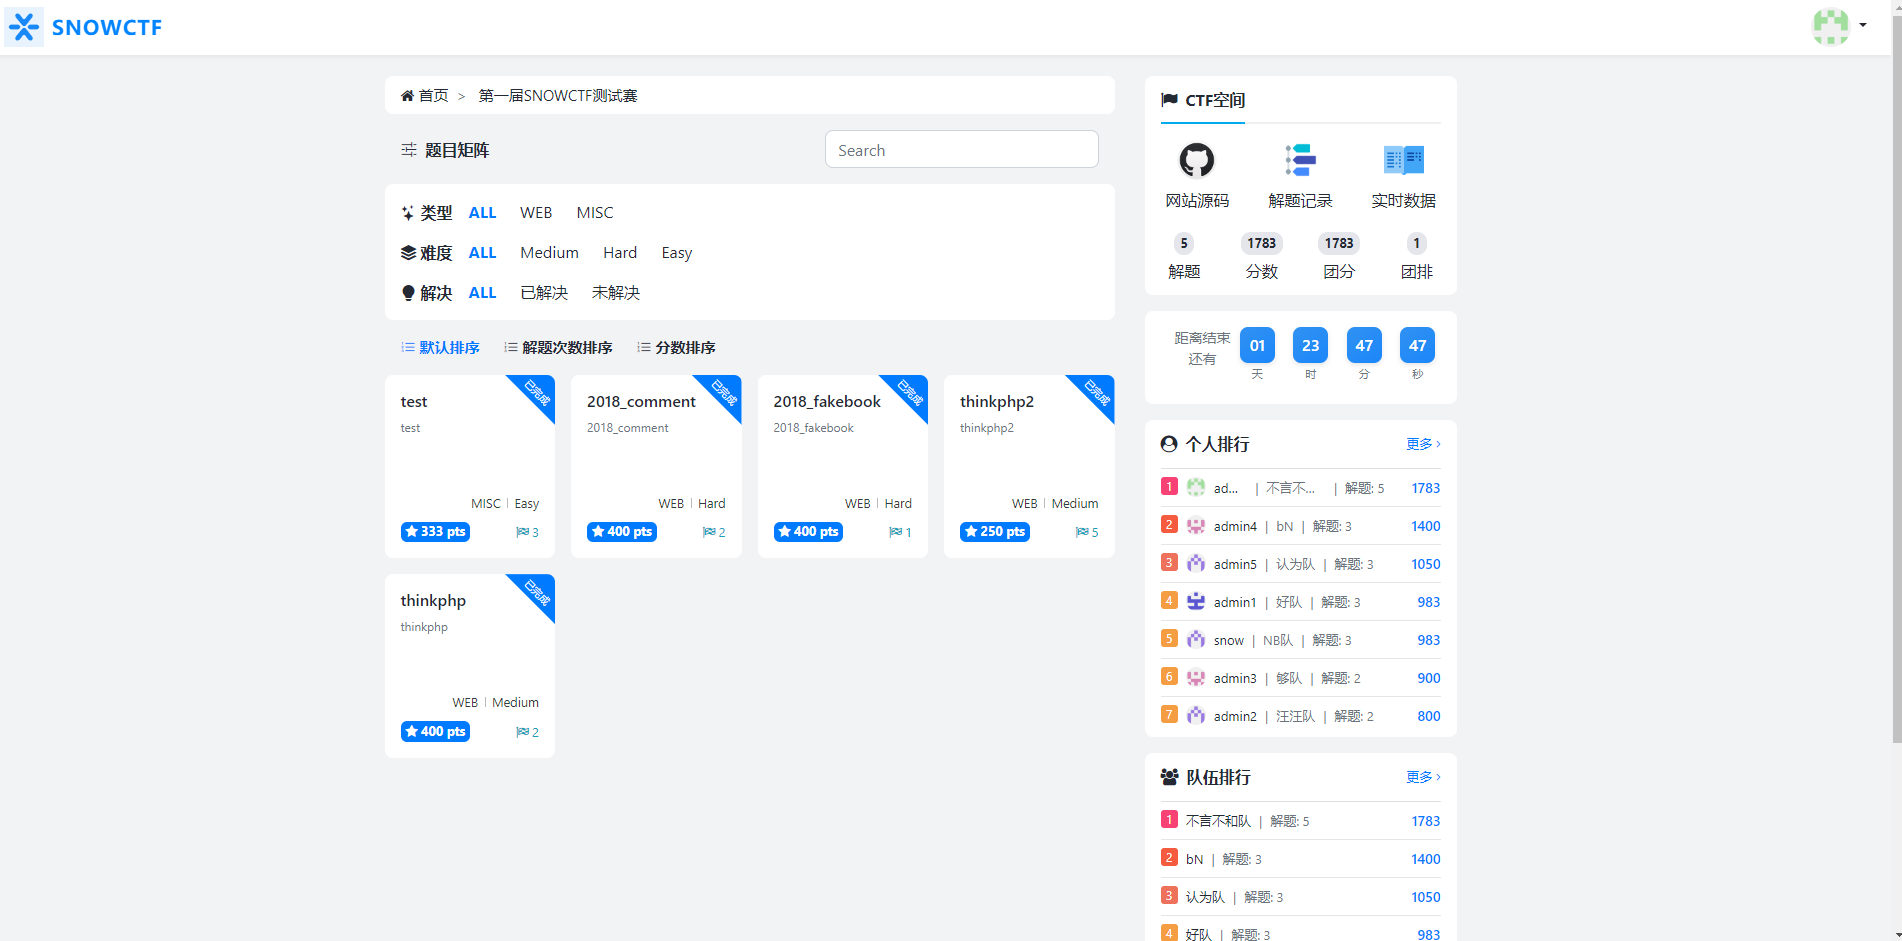 SNOWCTF
首页 > 第一届SNOWCTF测试赛
题目矩阵
Search
类型 ALL WEB MISC
难度 ALL Medium Hard Easy
解决 ALL 已解决 未解决
默认排序 解题次数排序 分数排序
已完成
test
test
MISC | Easy
333 pts 3
已完成
2018_comment
2018_comment
WEB | Hard
400 pts 2
已完成
2018_fakebook
2018_fakebook
WEB | Hard
400 pts 1
已完成
thinkphp2
thinkphp2
WEB | Medium
250 pts 5
已完成
thinkphp
thinkphp
WEB | Medium
400 pts 2
CTF空间
网站源码 解题记录 实时数据
5 1783 1783 1
解题 分数 团分 团排
距离结束
还有
01 23 47 47
天 时 分 秒
个人排行 更多 ›
1 ad... | 不言不... | 解题: 5 1783
2 admin4 | bN | 解题: 3 1400
3 admin5 | 认为队 | 解题: 3 1050
4 admin1 | 好队 | 解题: 3 983
5 snow | NB队 | 解题: 3 983
6 admin3 | 够队 | 解题: 2 900
7 admin2 | 汪汪队 | 解题: 2 800
队伍排行 更多 ›
1 不言不和队 | 解题: 5 1783
2 bN | 解题: 3 1400
3 认为队 | 解题: 3 1050
4 好队 | 解题: 3 983